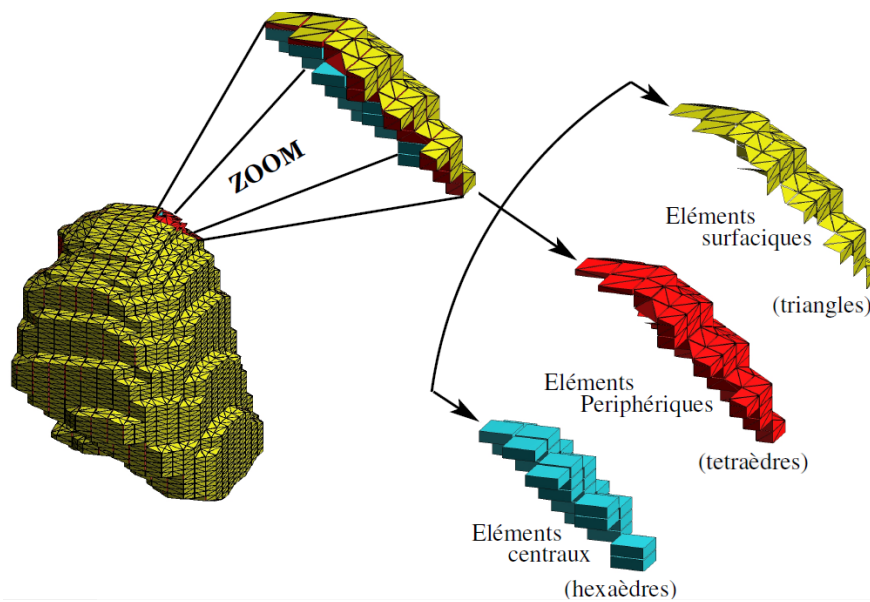 ZOOM
Eléments
surfaciques
(triangles)
Eléments
Periphériques
(tetraèdres)
Eléments
centraux
(hexaèdres)